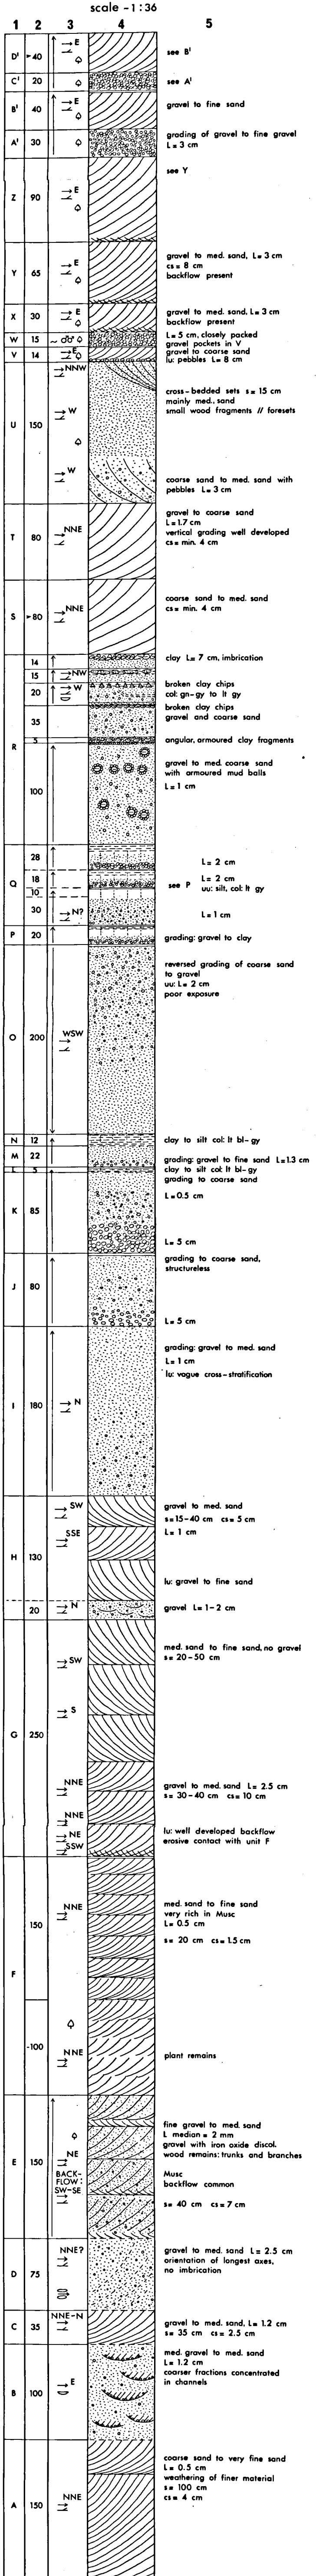 scale -1:36
1 2 3 4 5
D' ►40 E see B'
C' 20 see A'
B' 40 E gravel to fine sand
A' 30 grading of gravel to fine gravel
L = 3 cm
see Y
Z 90 E
Y 65 E gravel to med. sand, L = 3 cm
cs = 8 cm
backflow present
X 30 E gravel to med. sand, L = 3 cm
backflow present
W 15 L = 5 cm, closely packed
gravel pockets in V
V 14 E gravel to coarse sand
lu: pebbles L = 8 cm
NNW
cross-bedded sets s = 15 cm
mainly med., sand
small wood fragments // foresets
U 150 W
W
coarse sand to med. sand with
pebbles L = 3 cm
gravel to coarse sand
L = 1.7 cm
T 80 NNE vertical grading well developed
cs = min. 4 cm
coarse sand to med. sand
cs = min. 4 cm
S ►80 NNE
14 clay L = 7 cm, imbrication
15 NW
20 W broken clay chips
col: gn-gy to lt gy
broken clay chips
35 gravel and coarse sand
R 5 angular, armoured clay fragments
gravel to med. coarse sand
with armoured mud balls
100 L = 1 cm
28 L = 2 cm
Q 18 see P L = 2 cm
uu: silt, col: lt gy
10
30 N? L = 1 cm
P 20 grading: gravel to clay
reversed grading of coarse sand
to gravel
uu: L = 2 cm
poor exposure
O 200 WSW
N 12 clay to silt col: lt bl-gy
M 22 grading: gravel to fine sand L = 1.3 cm
L 5 clay to silt col: lt bl-gy
grading to coarse sand
K 85 L = 0.5 cm
L = 5 cm
grading to coarse sand,
structureless
J 80
L = 5 cm
grading: gravel to med. sand
L = 1 cm
lu: vague cross-stratification
I 180 N
SW gravel to med. sand
s = 15-40 cm cs = 5 cm
SSE L = 1 cm
H 130
lu: gravel to fine sand
20 N gravel L = 1-2 cm
med. sand to fine sand, no gravel
s = 20-50 cm
SW
S
G 250
NNE gravel to med. sand L = 2.5 cm
s = 30-40 cm cs = 10 cm
NNE
NE lu: well developed backflow
SSW erosive contact with unit F
NNE med. sand to fine sand
very rich in Musc
L = 0.5 cm
150
s = 20 cm cs = 1.5 cm
F
-100
NNE plant remains
fine gravel to med. sand
L median = 2 mm
gravel with iron oxide discol.
wood remains: trunks and branches
E 150 NE
BACK-
FLOW:
SW-SE
Musc
backflow common
s = 40 cm cs = 7 cm
NNE? gravel to med. sand L = 2.5 cm
orientation of longest axes,
no imbrication
D 75
NNE-N
C 35 gravel to med. sand, L = 1.2 cm
s = 35 cm cs = 2.5 cm
med. gravel to med. sand
L = 1.2 cm
coarser fractions concentrated
in channels
B 100 E
coarse sand to very fine sand
L = 0.5 cm
weathering of finer material
s = 100 cm
cs = 4 cm
A 150 NNE